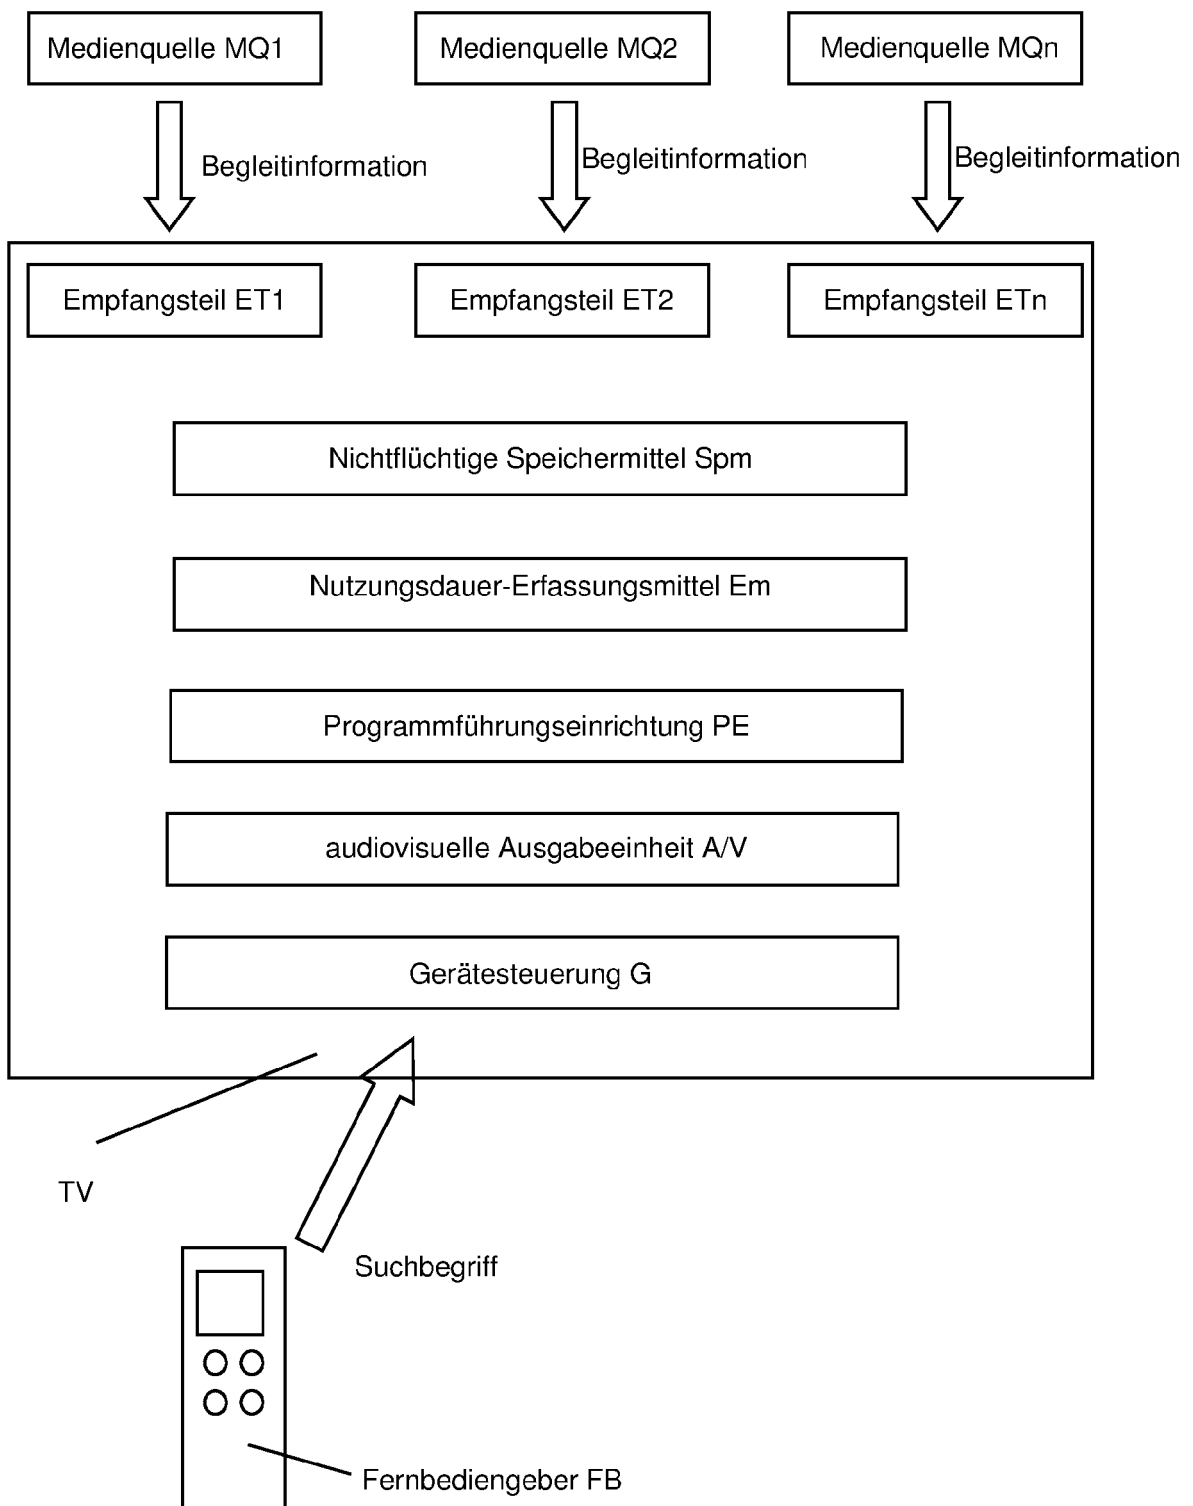 Medienquelle MQ1
Medienquelle MQ2
Medienquelle MQn
Begleitinformation
Begleitinformation
Begleitinformation
Empfangsteil ET1
Empfangsteil ET2
Empfangsteil ETn
Nichtflüchtige Speichermittel Spm
Nutzungsdauer-Erfassungsmittel Em
Programmführungseinrichtung PE
audiovisuelle Ausgabeeinheit A/V
Gerätesteuerung G
TV
Suchbegriff
Fernbediengeber FB